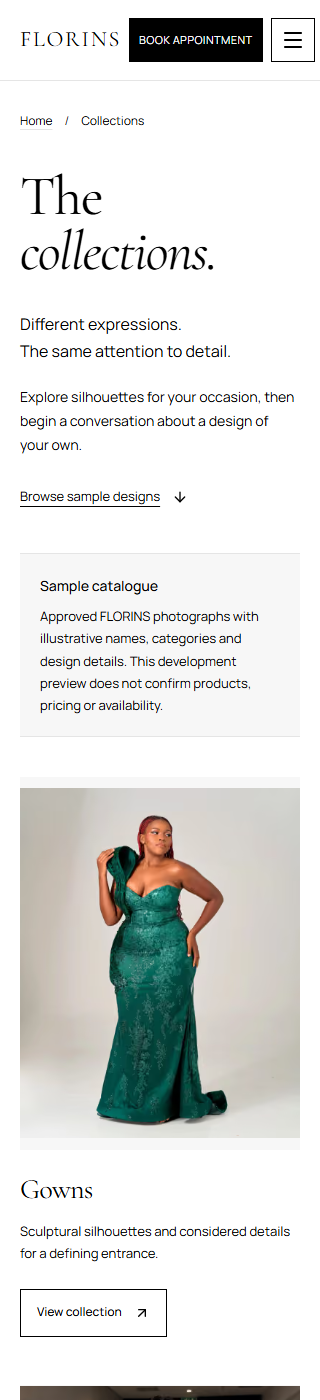 FLORINS
BOOK APPOINTMENT
Home / Collections
The
collections.
Different expressions.
The same attention to detail.
Explore silhouettes for your occasion, then
begin a conversation about a design of
your own.
Browse sample designs
Sample catalogue
Approved FLORINS photographs with
illustrative names, categories and
design details. This development
preview does not confirm products,
pricing or availability.
Gowns
Sculptural silhouettes and considered details
for a defining entrance.
View collection